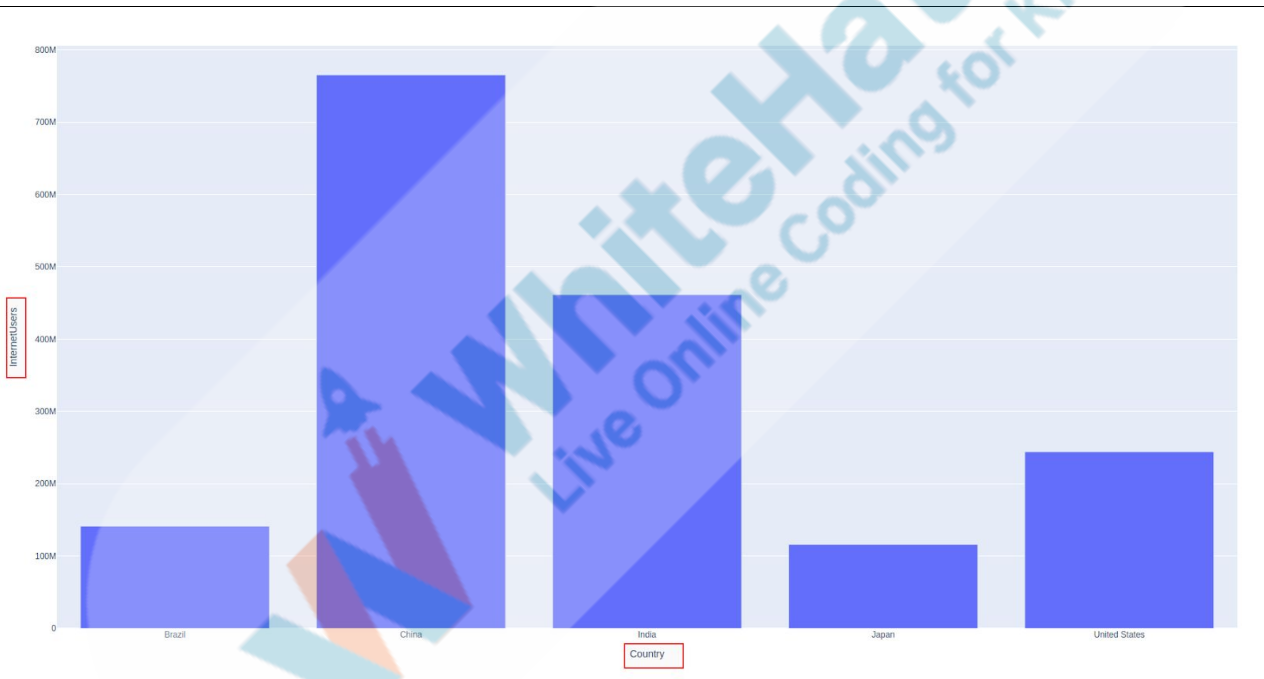 800M
700M
600M
500M
400M
300M
200M
100M
0
InternetUsers
Brazil
China
India
Japan
United States
Country
WhiteHat
Live Online Coding for